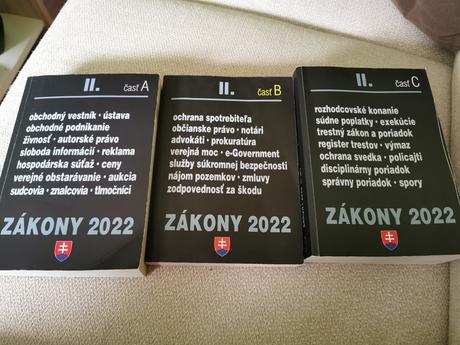 II. časť A
obchodný vestník · ústava
obchodné podnikanie
živnosť · autorské právo
sloboda informácií · reklama
hospodárska súťaž · ceny
verejné obstarávanie · aukcia
sudcovia · znalcovia · tlmočníci
ZÁKONY 2022
II. časť B
ochrana spotrebiteľa
občianske právo · notári
advokáti · prokuratúra
verejná moc · e-Government
služby súkromnej bezpečnosti
nájom pozemkov · zmluvy
zodpovednosť za škodu
ZÁKONY 2022
II. časť C
rozhodcovské konanie
súdne poplatky · exekúcie
trestný zákon a poriadok
register trestov · výmaz
ochrana svedka · policajti
disciplinárny poriadok
správny poriadok · spory
ZÁKONY 2022